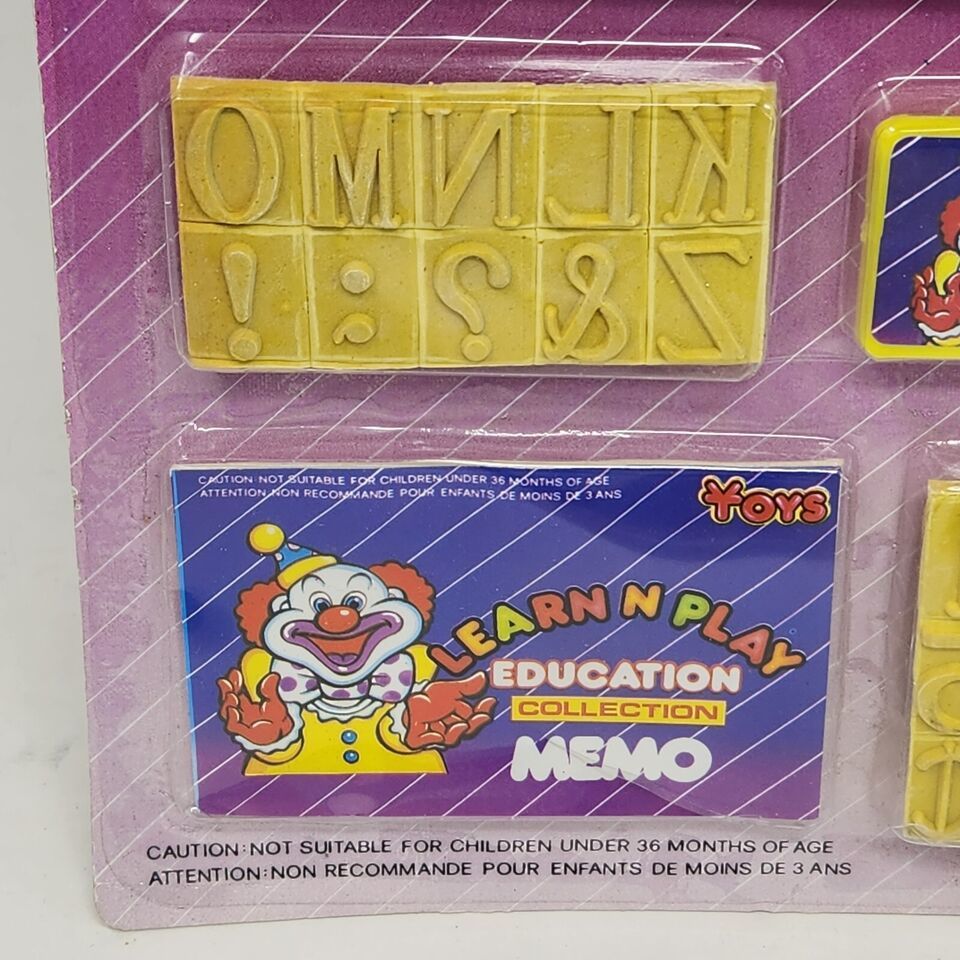 O M N L K
! ; ? & Z
CAUTION: NOT SUITABLE FOR CHILDREN UNDER 36 MONTHS OF AGE
ATTENTION: NON RECOMMANDE POUR ENFANTS DE MOINS DE 3 ANS
YOYS
LEARN N PLAY
EDUCATION
COLLECTION
MEMO
CAUTION: NOT SUITABLE FOR CHILDREN UNDER 36 MONTHS OF AGE
ATTENTION: NON RECOMMANDE POUR ENFANTS DE MOINS DE 3 ANS